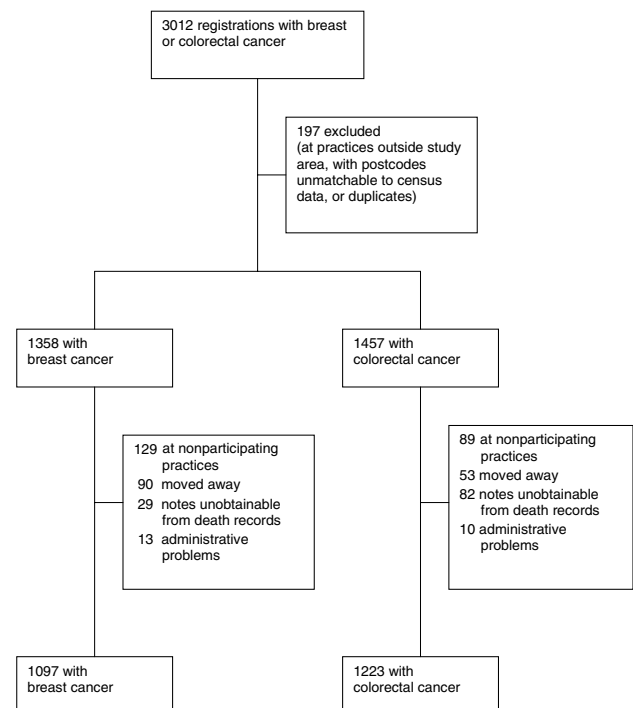 3012 registrations with breast
or colorectal cancer
197 excluded
(at practices outside study
area, with postcodes
unmatchable to census
data, or duplicates)
1358 with
breast cancer
1457 with
colorectal cancer
129 at nonparticipating
practices
90 moved away
29 notes unobtainable
from death records
13 administrative
problems
89 at nonparticipating
practices
53 moved away
82 notes unobtainable
from death records
10 administrative
problems
1097 with
breast cancer
1223 with
colorectal cancer